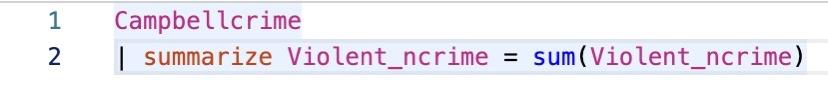 1 Campbellcrime
2 | summarize Violent_ncrime = sum(Violent_ncrime)